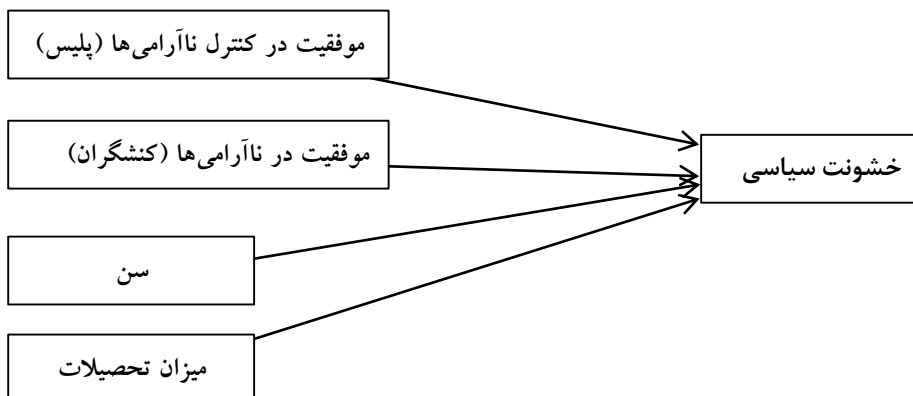 موفقیت در کنترل ناآرامی‌ها (پلیس)
موفقیت در ناآرامی‌ها (کنشگران)
خشونت سیاسی
سن
میزان تحصیلات